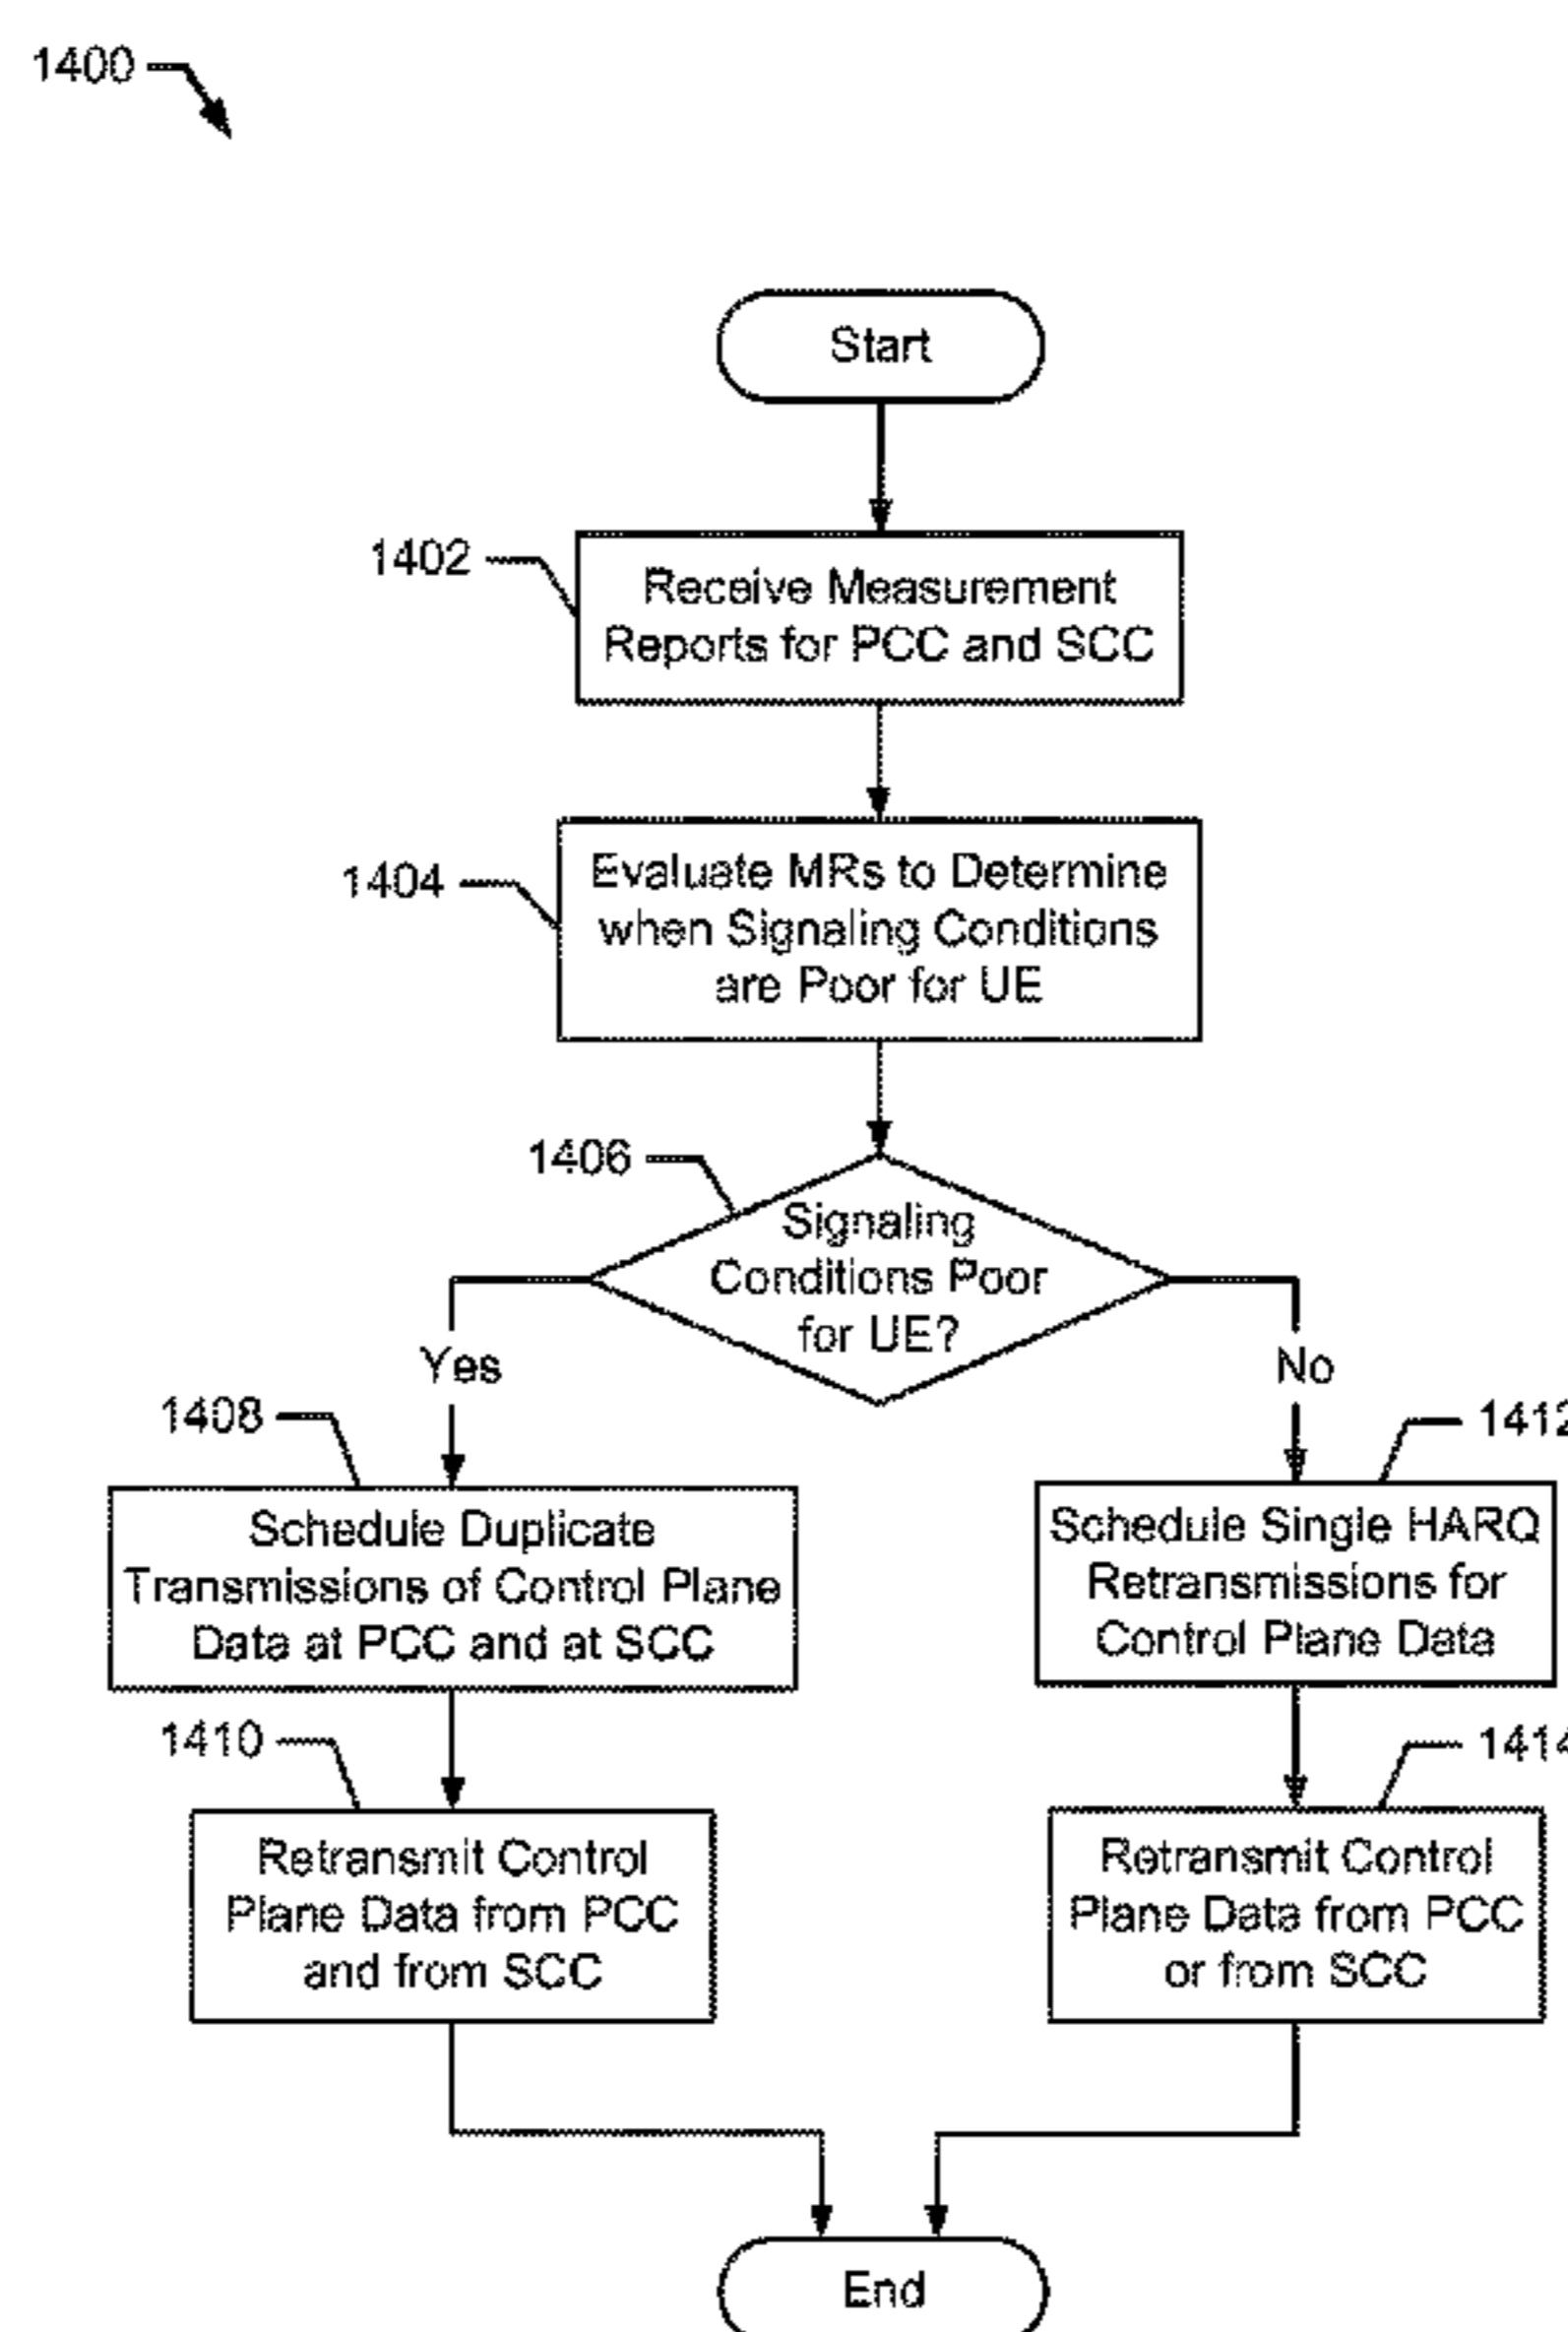 1400
Start
1402
Receive Measurement
Reports for PCC and SCC
1404
Evaluate MRs to Determine
when Signaling Conditions
are Poor for UE
1406
Signaling
Conditions Poor
for UE?
Yes
No
1408
Schedule Duplicate
Transmissions of Control Plane
Data at PCC and at SCC
1412
Schedule Single HARQ
Retransmissions for
Control Plane Data
1410
Retransmit Control
Plane Data from PCC
and from SCC
1414
Retransmit Control
Plane Data from PCC
or from SCC
End